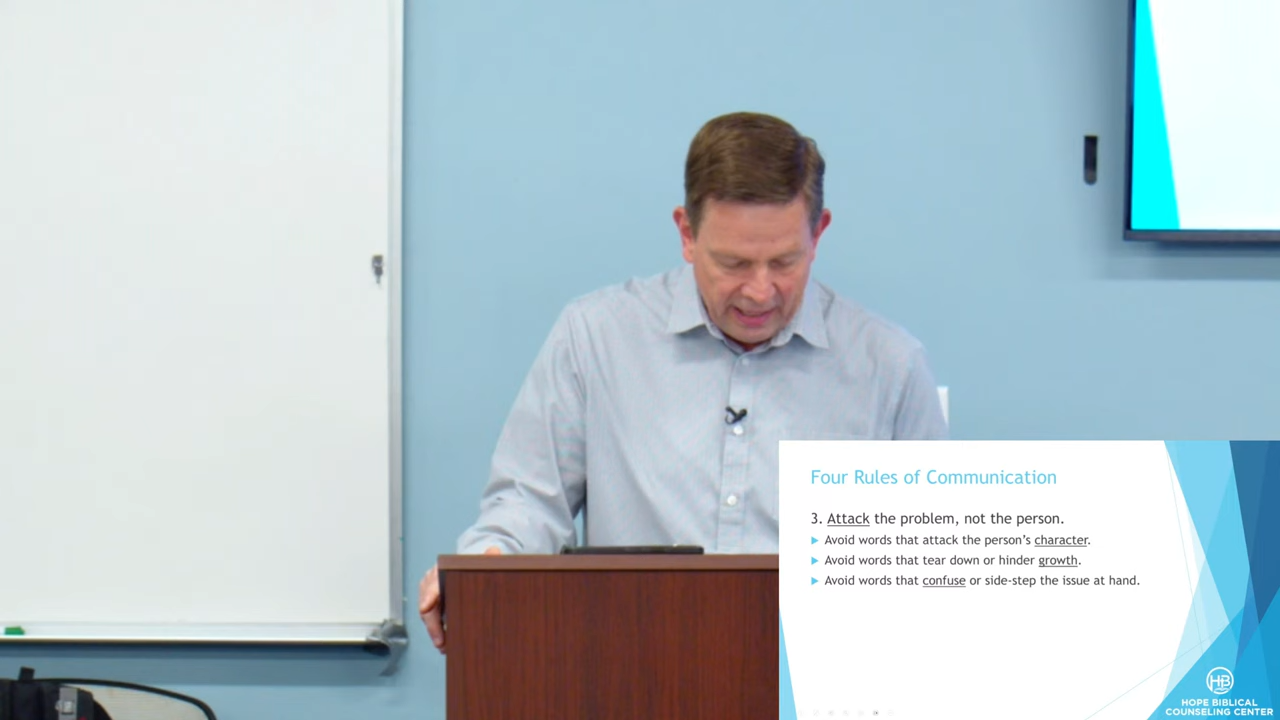 Four Rules of Communication
3. Attack the problem, not the person.
Avoid words that attack the person's character.
Avoid words that tear down or hinder growth.
Avoid words that confuse or side-step the issue at hand.
HB
HOPE BIBLICAL
COUNSELING CENTER